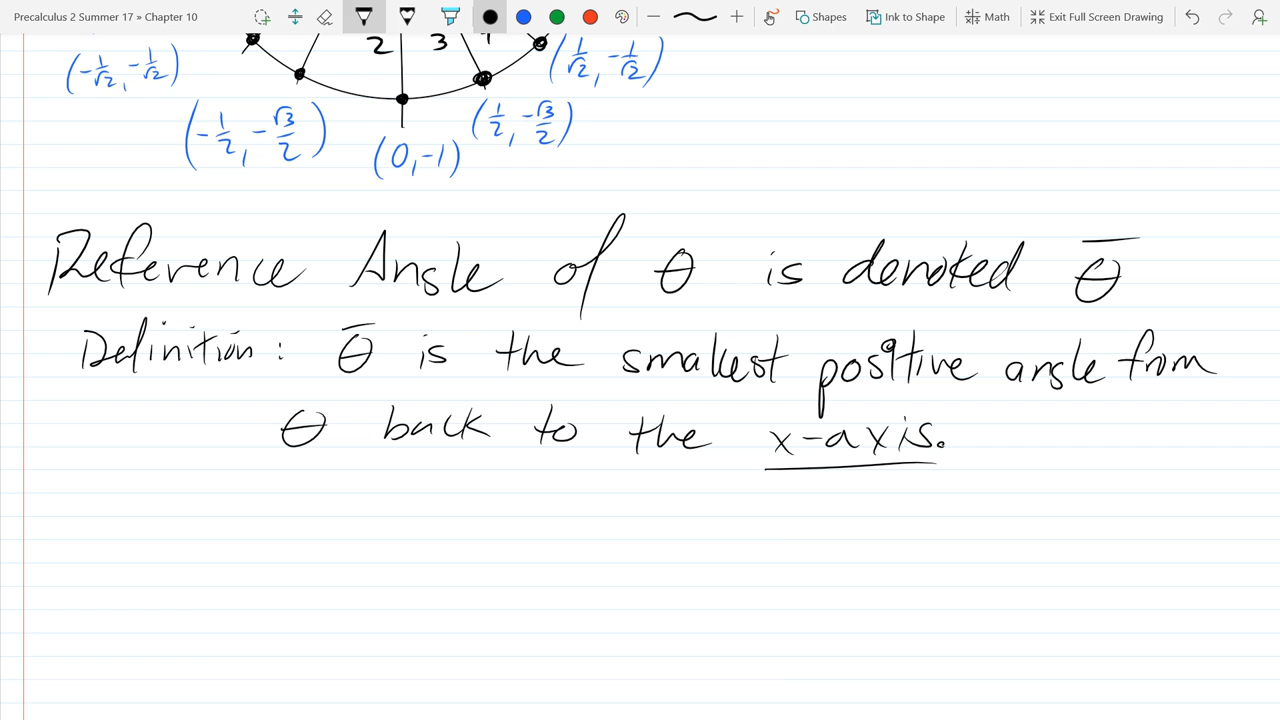 Precalculus 2 Summer 17 » Chapter 10 Shapes Ink to Shape Math Exit Full Screen Drawing
2 3
(-1/√2, -1/√2) (1/√2, -1/√2)
(-1/2, -√3/2) (0,-1) (1/2, -√3/2)
Reference Angle of θ is denoted θ̅
Definition: θ̅ is the smallest positive angle from
θ back to the x-axis.